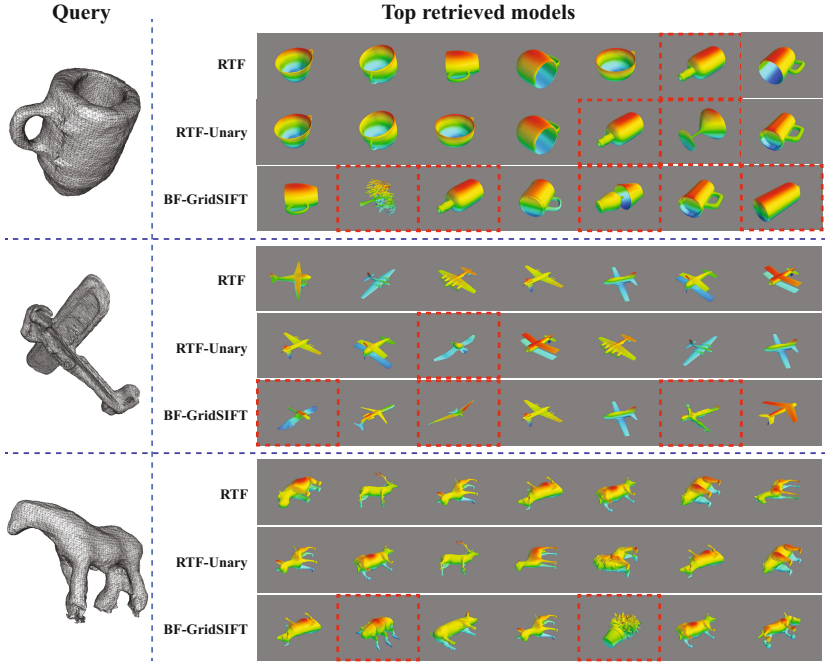 Query
Top retrieved models
RTF
RTF-Unary
BF-GridSIFT
RTF
RTF-Unary
BF-GridSIFT
RTF
RTF-Unary
BF-GridSIFT